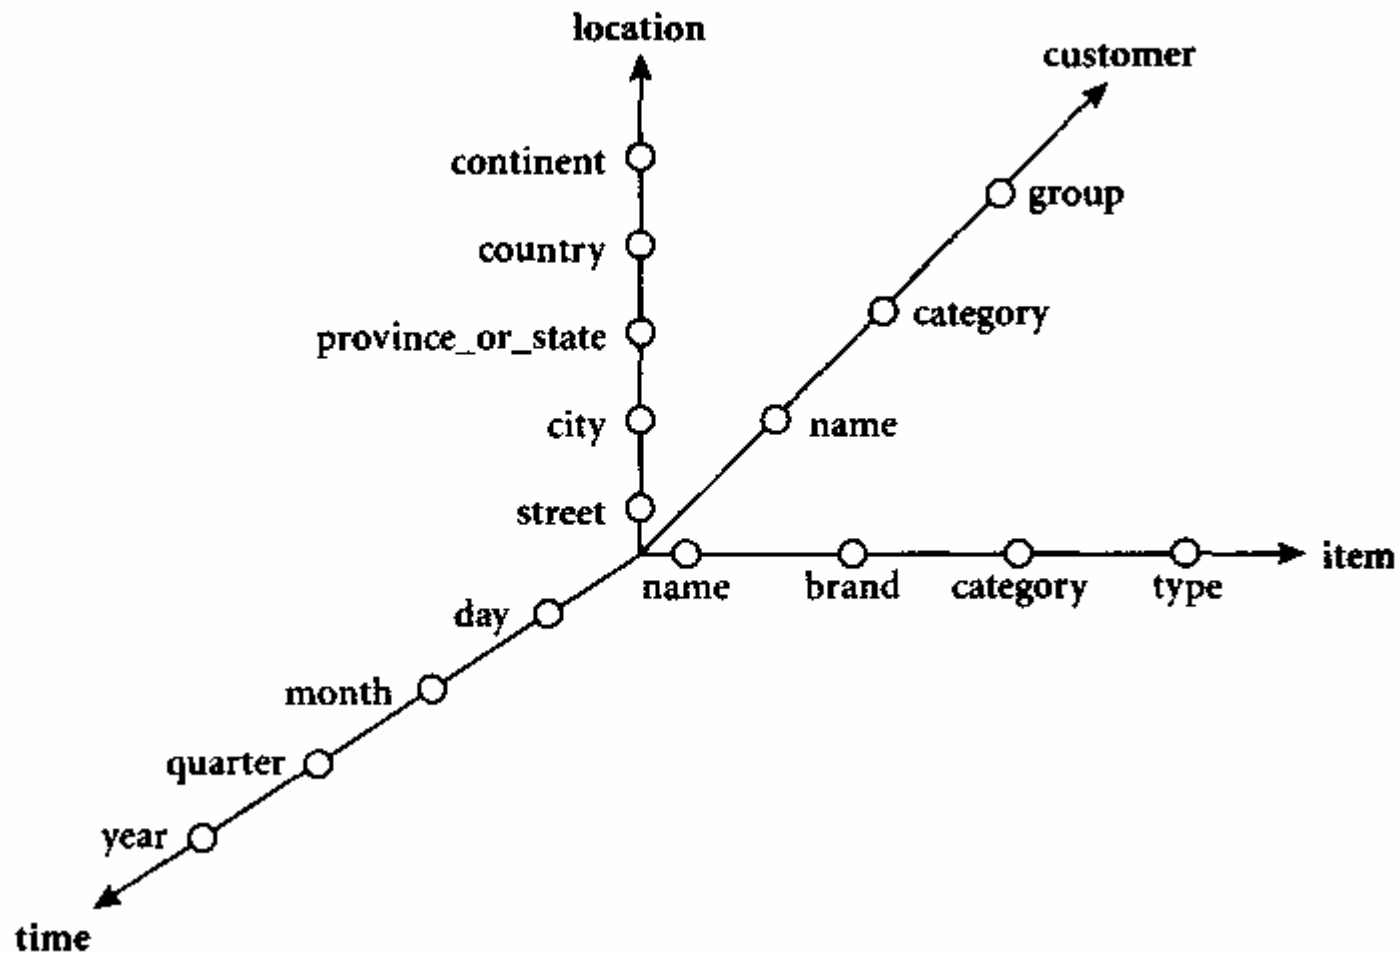 location
customer
continent
group
country
category
province_or_state
city
name
street
item
name
brand
category
type
day
month
quarter
year
time